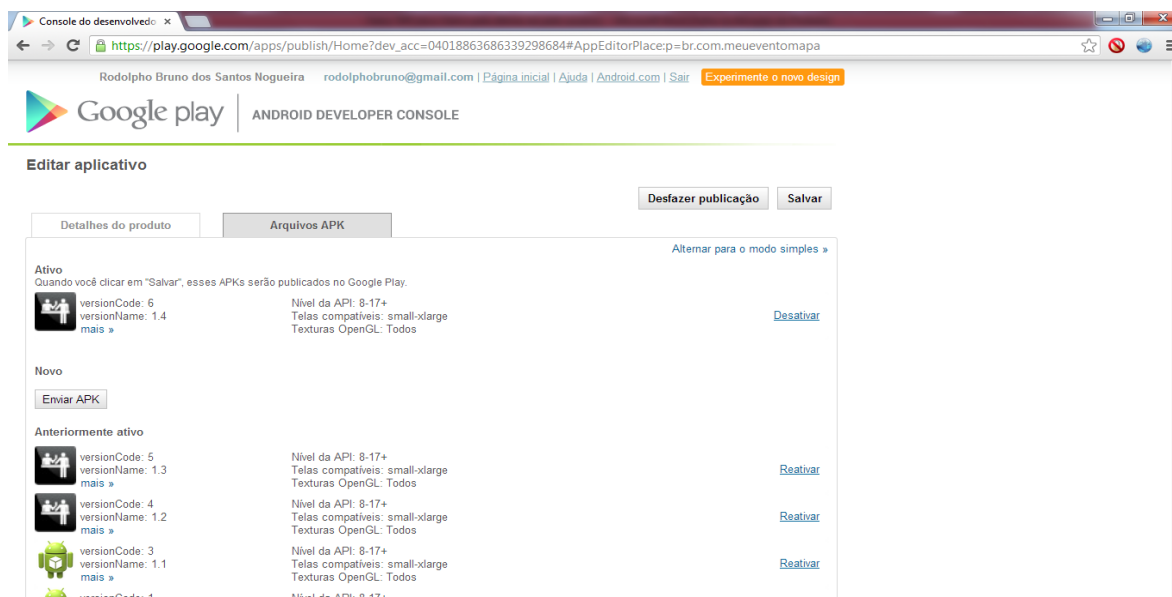 Console do desenvolvedo
https://play.google.com/apps/publish/Home?dev_acc=04018863686339298684#AppEditorPlace:p=br.com.meueventomapa
Rodolpho Bruno dos Santos Nogueira rodolphobruno@gmail.com | Página inicial | Ajuda | Android.com | Sair Experimente o novo design
Google play ANDROID DEVELOPER CONSOLE
Editar aplicativo
Desfazer publicação Salvar
Detalhes do produto Arquivos APK
Alternar para o modo simples »
Ativo
Quando você clicar em "Salvar", esses APKs serão publicados no Google Play.
versionCode: 6 Nível da API: 8-17+
versionName: 1.4 Telas compatíveis: small-xlarge Desativar
mais » Texturas OpenGL: Todos
Novo
Enviar APK
Anteriormente ativo
versionCode: 5 Nível da API: 8-17+
versionName: 1.3 Telas compatíveis: small-xlarge Reativar
mais » Texturas OpenGL: Todos
versionCode: 4 Nível da API: 8-17+
versionName: 1.2 Telas compatíveis: small-xlarge Reativar
mais » Texturas OpenGL: Todos
versionCode: 3 Nível da API: 8-17+
versionName: 1.1 Telas compatíveis: small-xlarge Reativar
mais » Texturas OpenGL: Todos